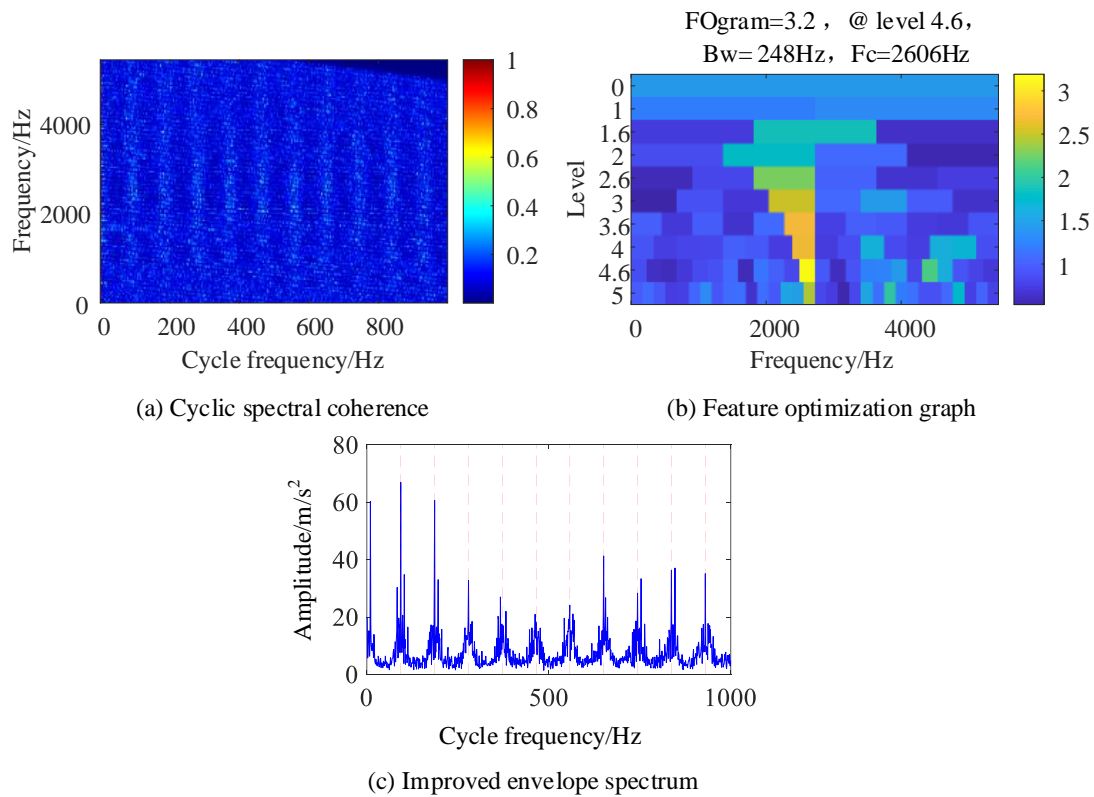 FOgram=3.2 ， @ level 4.6，
Bw= 248Hz， Fc=2606Hz
Frequency/Hz
4000
2000
0
0 200 400 600 800
Cycle frequency/Hz
1
0.8
0.6
0.4
0.2
(a) Cyclic spectral coherence
Level
0
1
1.6
2
2.6
3
3.6
4
4.6
5
0 2000 4000
Frequency/Hz
3
2.5
2
1.5
1
(b) Feature optimization graph
Amplitude/m/s²
80
60
40
20
0
0 500 1000
Cycle frequency/Hz
(c) Improved envelope spectrum